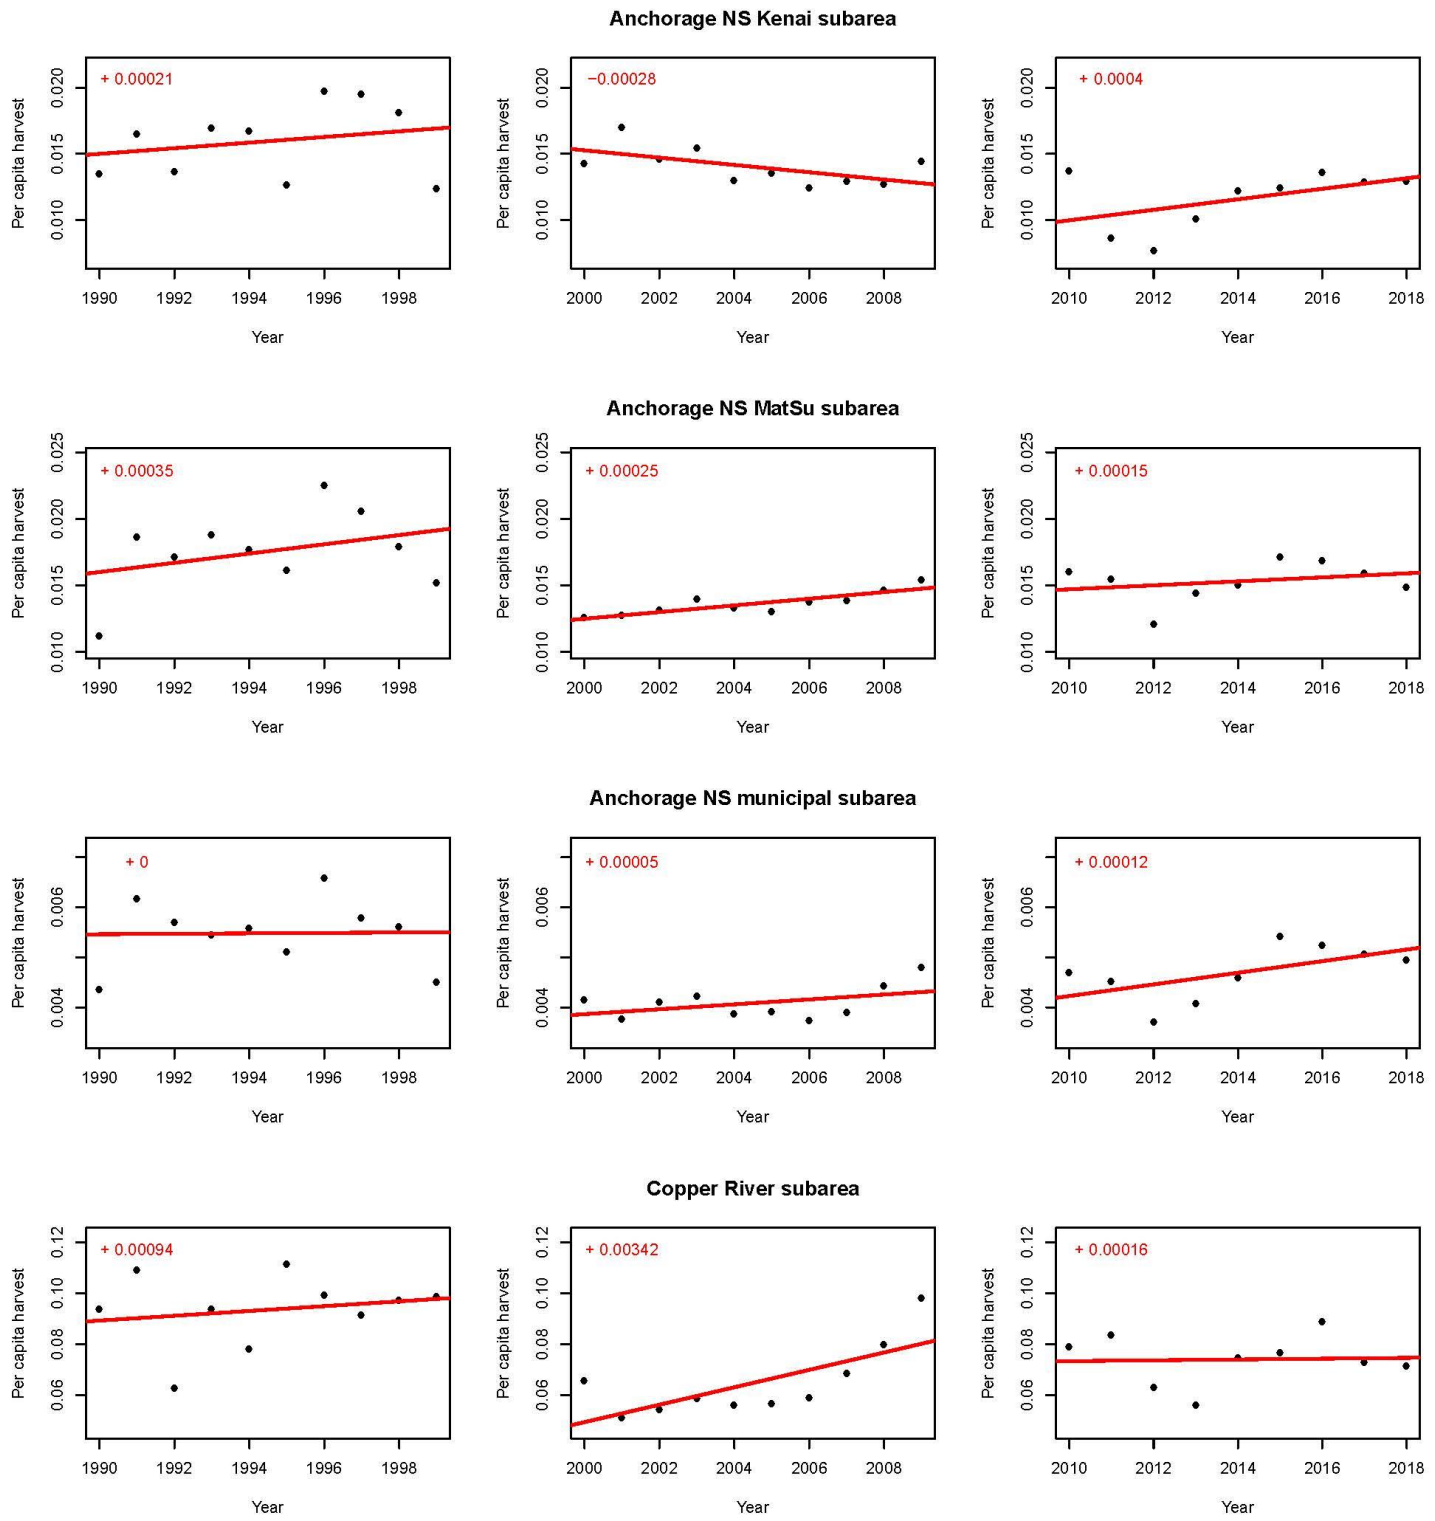 Anchorage NS Kenai subarea
Per capita harvest
0.010 0.015 0.020
+ 0.00021
1990 1992 1994 1996 1998
Year
Per capita harvest
0.010 0.015 0.020
−0.00028
2000 2002 2004 2006 2008
Year
Per capita harvest
0.010 0.015 0.020
+ 0.0004
2010 2012 2014 2016 2018
Year
Anchorage NS MatSu subarea
Per capita harvest
0.010 0.015 0.020 0.025
+ 0.00035
1990 1992 1994 1996 1998
Year
Per capita harvest
0.010 0.015 0.020 0.025
+ 0.00025
2000 2002 2004 2006 2008
Year
Per capita harvest
0.010 0.015 0.020 0.025
+ 0.00015
2010 2012 2014 2016 2018
Year
Anchorage NS municipal subarea
Per capita harvest
0.004 0.006
+ 0
1990 1992 1994 1996 1998
Year
Per capita harvest
0.004 0.006
+ 0.00005
2000 2002 2004 2006 2008
Year
Per capita harvest
0.004 0.006
+ 0.00012
2010 2012 2014 2016 2018
Year
Copper River subarea
Per capita harvest
0.06 0.08 0.10 0.12
+ 0.00094
1990 1992 1994 1996 1998
Year
Per capita harvest
0.06 0.08 0.10 0.12
+ 0.00342
2000 2002 2004 2006 2008
Year
Per capita harvest
0.06 0.08 0.10 0.12
+ 0.00016
2010 2012 2014 2016 2018
Year